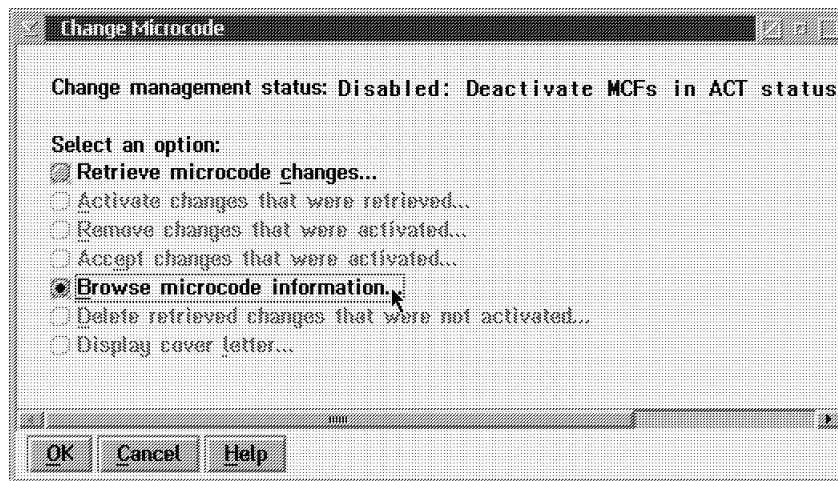 Change Microcode
Change management status: Disabled: Deactivate MCFs in ACT status
Select an option:
Retrieve microcode changes...
Activate changes that were retrieved...
Remove changes that were activated...
Accept changes that were activated...
Browse microcode information...
Delete retrieved changes that were not activated...
Display cover letter...
OK Cancel Help